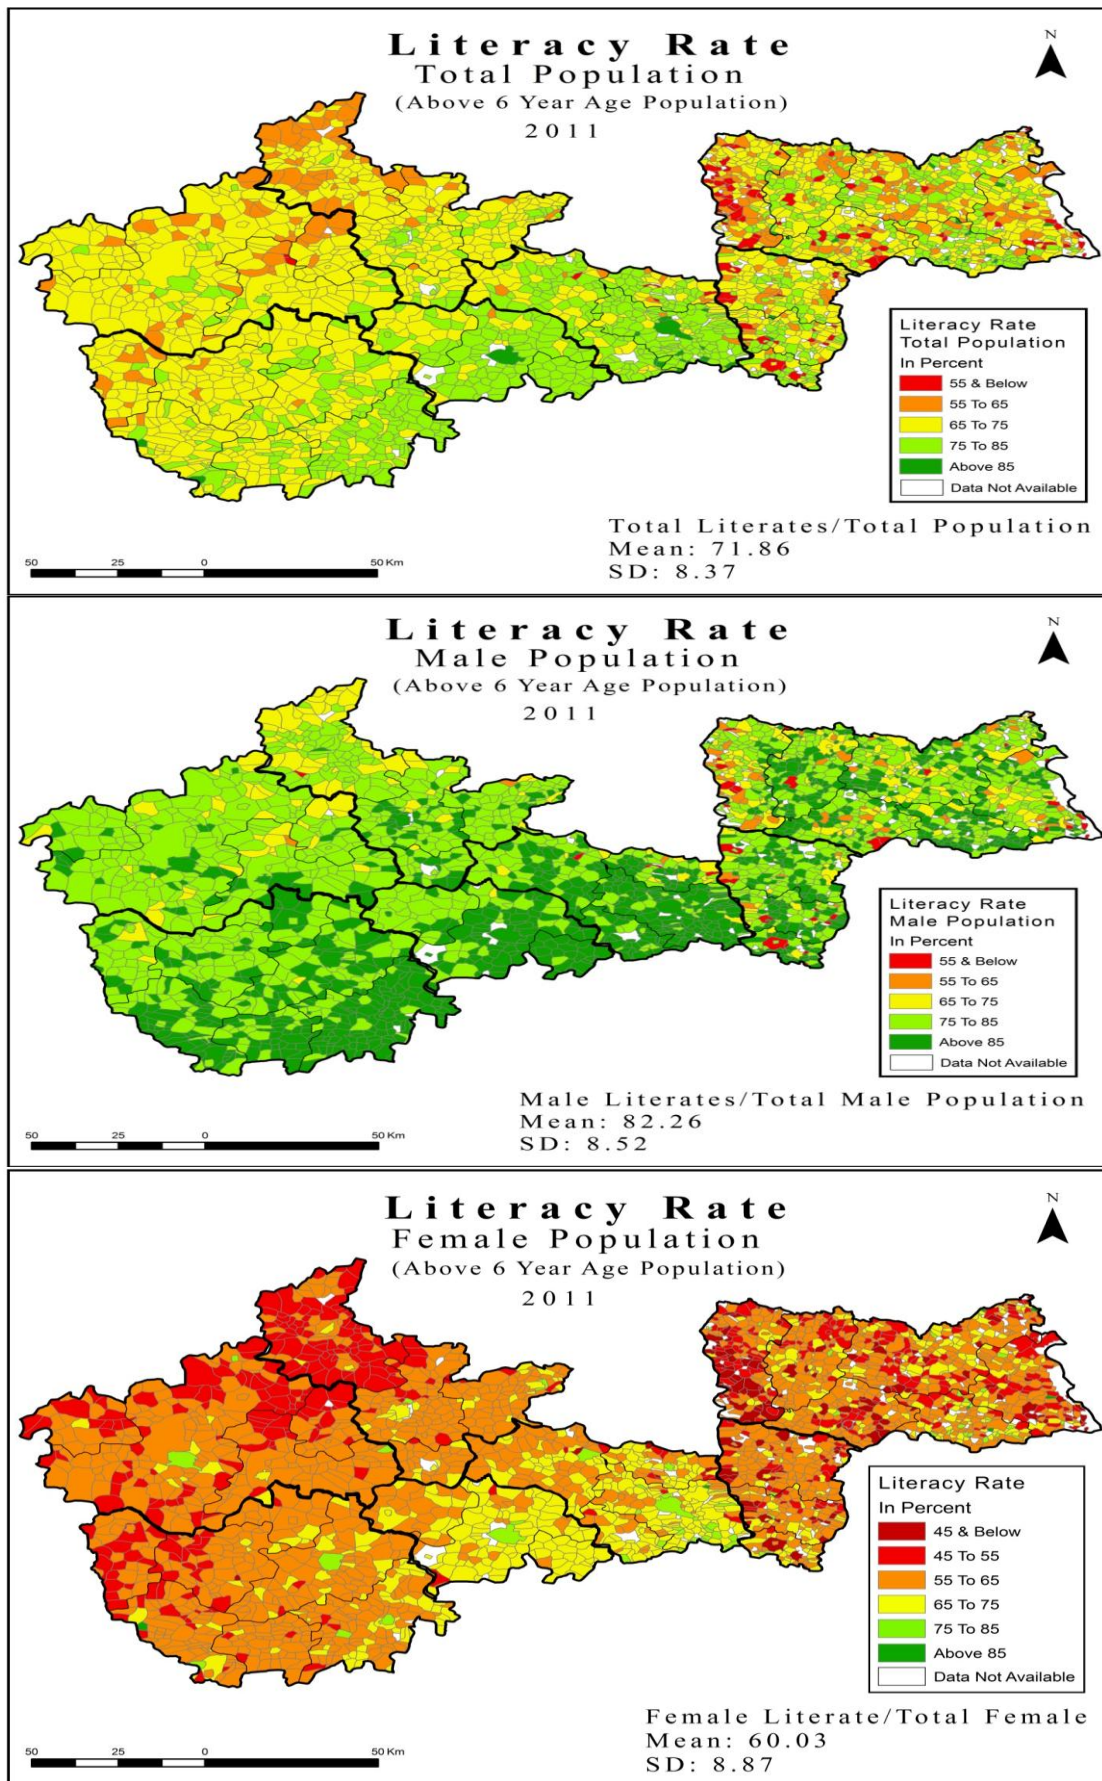 Literacy Rate
Total Population
(Above 6 Year Age Population)
2011
N
Literacy Rate
Total Population
In Percent
55 & Below
55 To 65
65 To 75
75 To 85
Above 85
Data Not Available
Total Literates/Total Population
Mean: 71.86
SD: 8.37
50 25 0 50 Km
Literacy Rate
Male Population
(Above 6 Year Age Population)
2011
N
Literacy Rate
Male Population
In Percent
55 & Below
55 To 65
65 To 75
75 To 85
Above 85
Data Not Available
Male Literates/Total Male Population
Mean: 82.26
SD: 8.52
50 25 0 50 Km
Literacy Rate
Female Population
(Above 6 Year Age Population)
2011
N
Literacy Rate
In Percent
45 & Below
45 To 55
55 To 65
65 To 75
75 To 85
Above 85
Data Not Available
Female Literate/Total Female
Mean: 60.03
SD: 8.87
50 25 0 50 Km